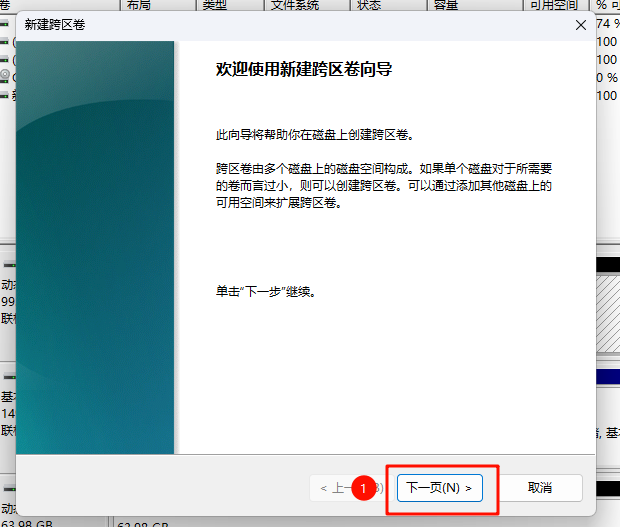 卷 布局 类型 文件系统 状态 容量 可用空间 % 可
新建跨区卷
74 %
100
100
0 %
100
欢迎使用新建跨区卷向导
此向导将帮助你在磁盘上创建跨区卷。
跨区卷由多个磁盘上的磁盘空间构成。如果单个磁盘对于所需要
的卷而言过小，则可以创建跨区卷。可以通过添加其他磁盘上的
可用空间来扩展跨区卷。
动态
99
联机
单击“下一步”继续。
基本
14
联机
, 基本
< 上一 1 下一页(N) > 取消
动态
63.98 GB 63.98 GB